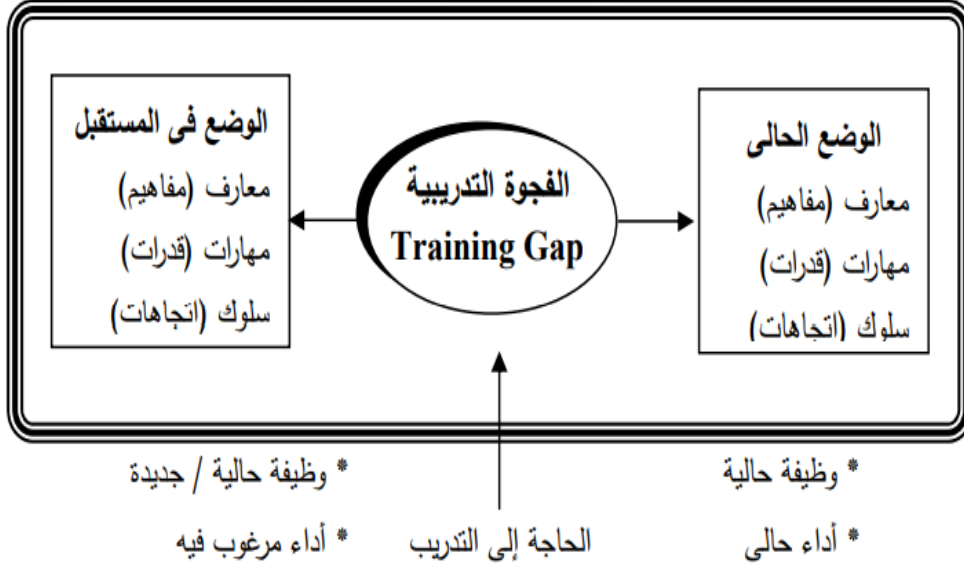 الوضع الحالى
معارف (مفاهيم)
مهارات (قدرات)
سلوك (اتجاهات)
الفجوة التدريبية
Training Gap
الوضع فى المستقبل
معارف (مفاهيم)
مهارات (قدرات)
سلوك (اتجاهات)
* وظيفة حالية
* أداء حالى
الحاجة إلى التدريب
* وظيفة حالية / جديدة
* أداء مرغوب فيه